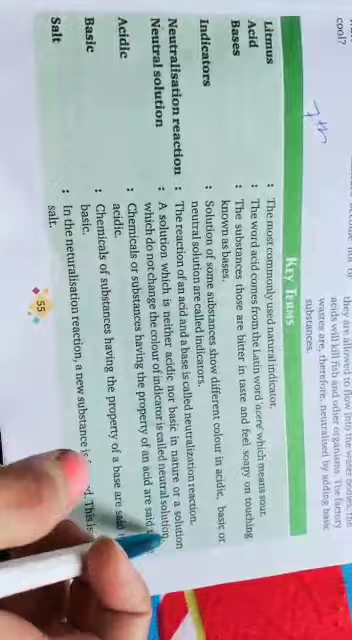 cool?
they are allowed to flow into the water bodies, the
acids will kill fish and other organisms. The factory
wastes are, therefore, neutralised by adding basic
substances.
KEY TERMS
Litmus : The most commonly used natural indicator.
Acid : The word acid comes from the Latin word 'acere' which means sour.
Bases : The substances those are bitter in taste and feel soapy on touching
known as bases.
Indicators : Solution of some substances show different colour in acidic, basic or
neutral solution are called indicators.
Neutralisation reaction : The reaction of an acid and a base is called neutralization reaction.
Neutral solution : A solution which is neither acidic nor basic in nature or a solution
which do not change the colour of indicator is called neutral solution.
Acidic : Chemicals or substances having the property of an acid are said
acidic.
Basic : Chemicals of substances having the property of a base are said
basic.
Salt : In the neturalisation reaction, a new substance is This is
salt.
55